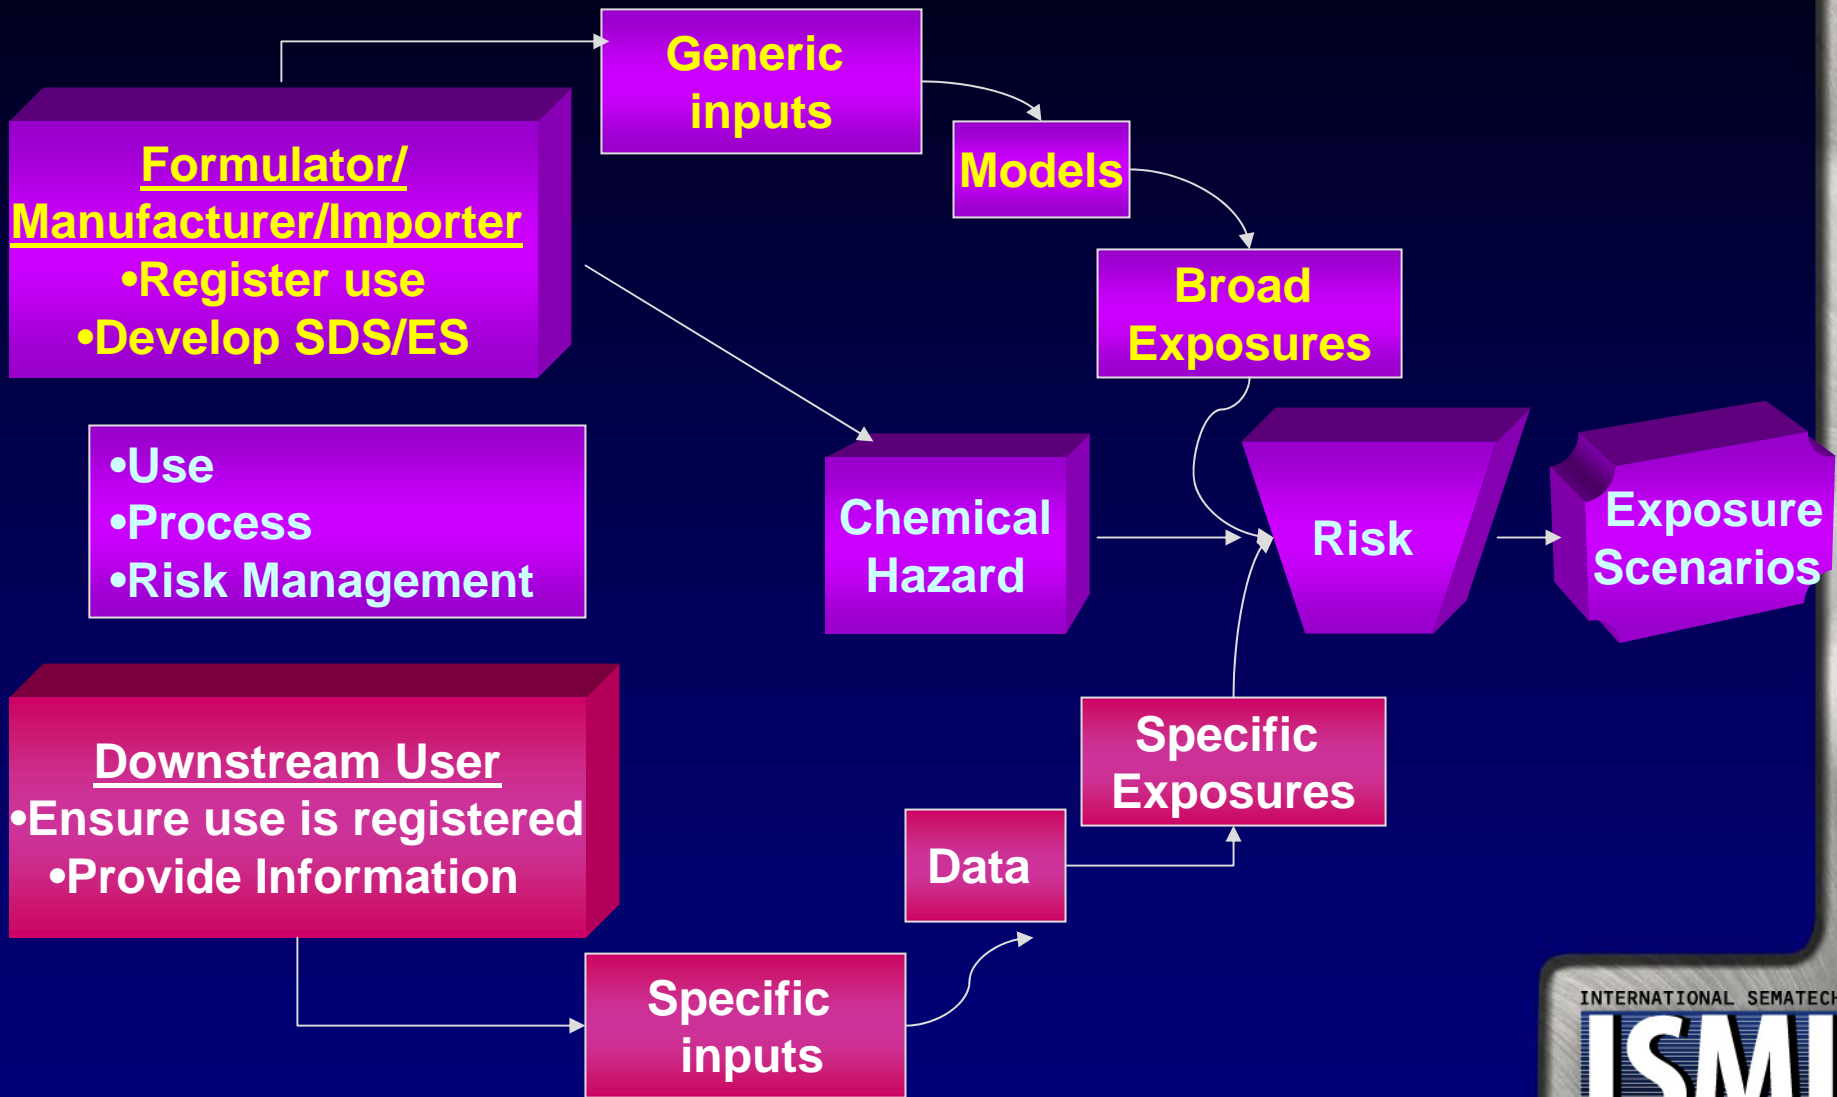 Generic
inputs
Models
Formulator/
Manufacturer/Importer
•Register use
•Develop SDS/ES
Broad
Exposures
•Use
•Process
•Risk Management
Chemical
Hazard
Risk
Exposure
Scenarios
Downstream User
•Ensure use is registered
•Provide Information
Specific
Exposures
Data
Specific
inputs
INTERNATIONAL SEMATECH
ISMI